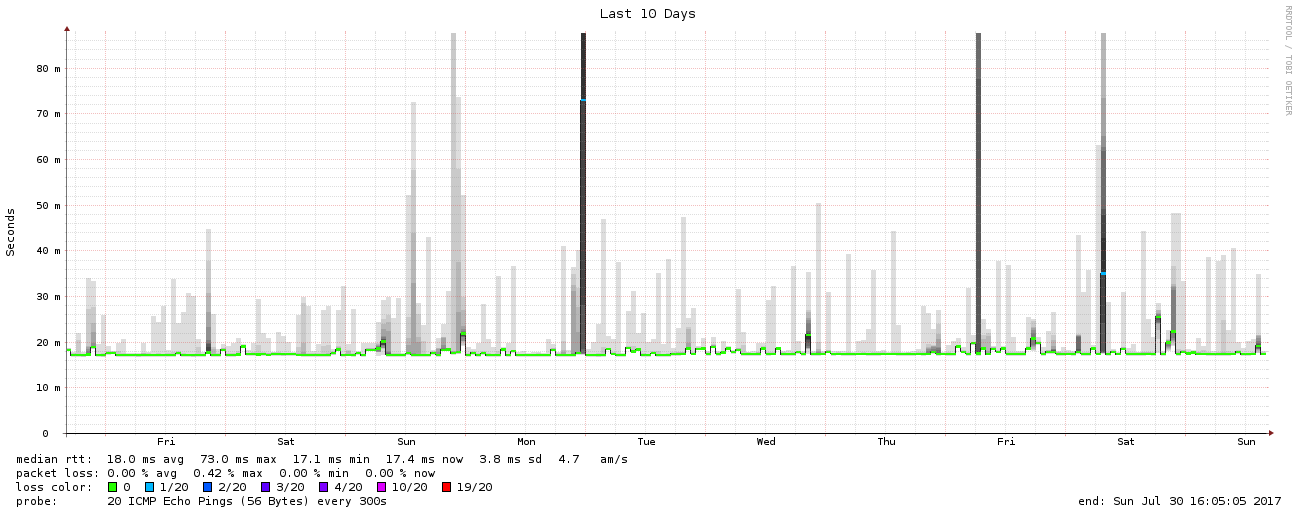 Last 10 Days
RRDTOOL / TOBI OETIKER
Seconds
80 m
70 m
60 m
50 m
40 m
30 m
20 m
10 m
0
Fri Sat Sun Mon Tue Wed Thu Fri Sat Sun
median rtt: 18.0 ms avg 73.0 ms max 17.1 ms min 17.4 ms now 3.8 ms sd 4.7 am/s
packet loss: 0.00 % avg 0.42 % max 0.00 % min 0.00 % now
loss color: 0 1/20 2/20 3/20 4/20 10/20 19/20
probe: 20 ICMP Echo Pings (56 Bytes) every 300s end: Sun Jul 30 16:05:05 2017